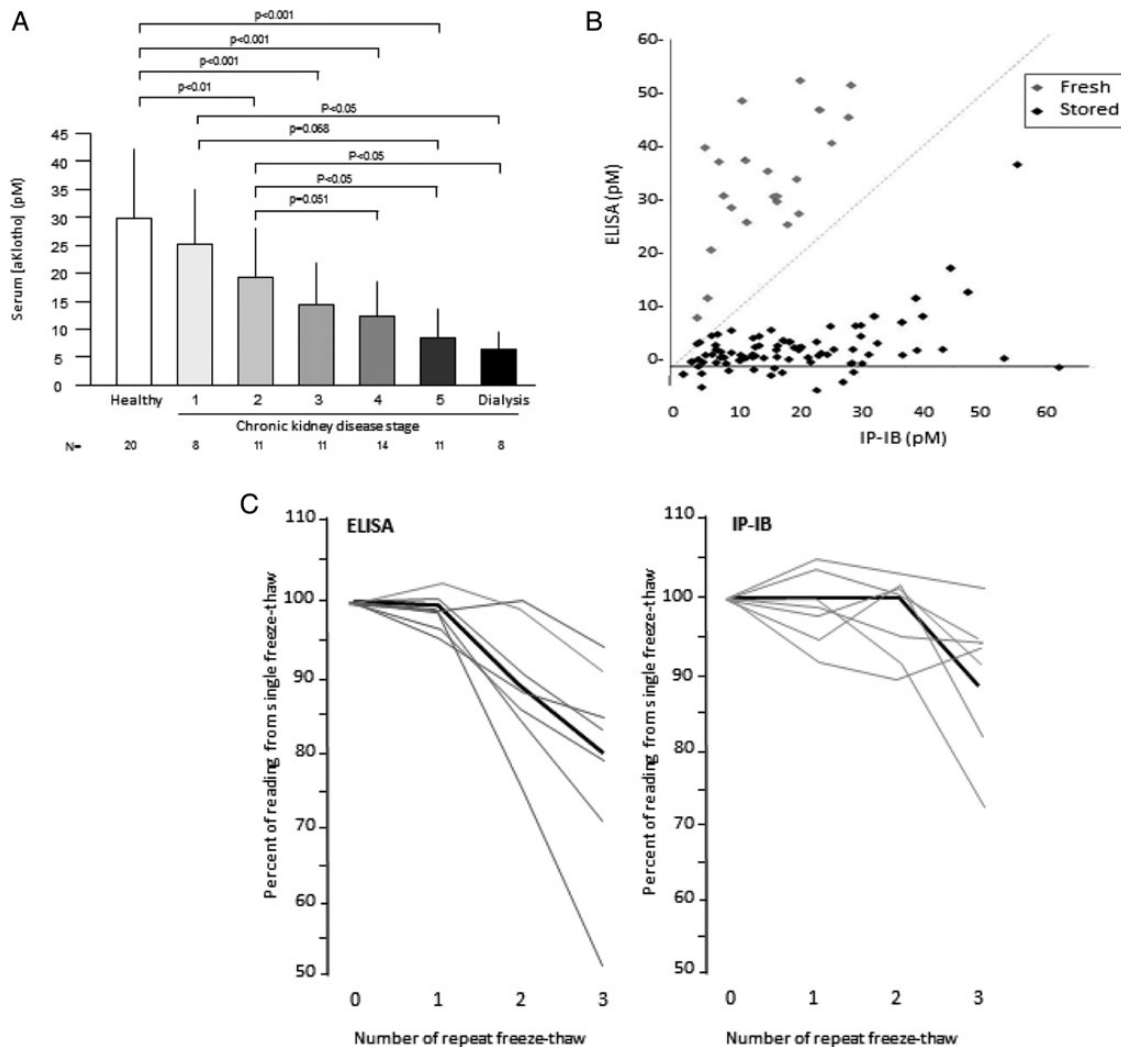 A
p<0.001
p<0.001
p<0.001
p<0.01
P<0.05
p=0.068
P<0.05
P<0.05
p=0.051
Serum [aKlotho] (pM)
45
40
35
30
25
20
15
10
5
0
Healthy 1 2 3 4 5 Dialysis
Chronic kidney disease stage
N= 20 8 11 11 14 11 8
B
ELISA (pM)
60-
50-
40-
30-
20-
10-
0-
Fresh
Stored
0 10 20 30 40 50 60
IP-IB (pM)
C
ELISA
Percent of reading from single freeze-thaw
110
100
90
80
70
60
50
0 1 2 3
Number of repeat freeze-thaw
IP-IB
Percent of reading from single freeze-thaw
110
100
90
80
70
60
50
0 1 2 3
Number of repeat freeze-thaw